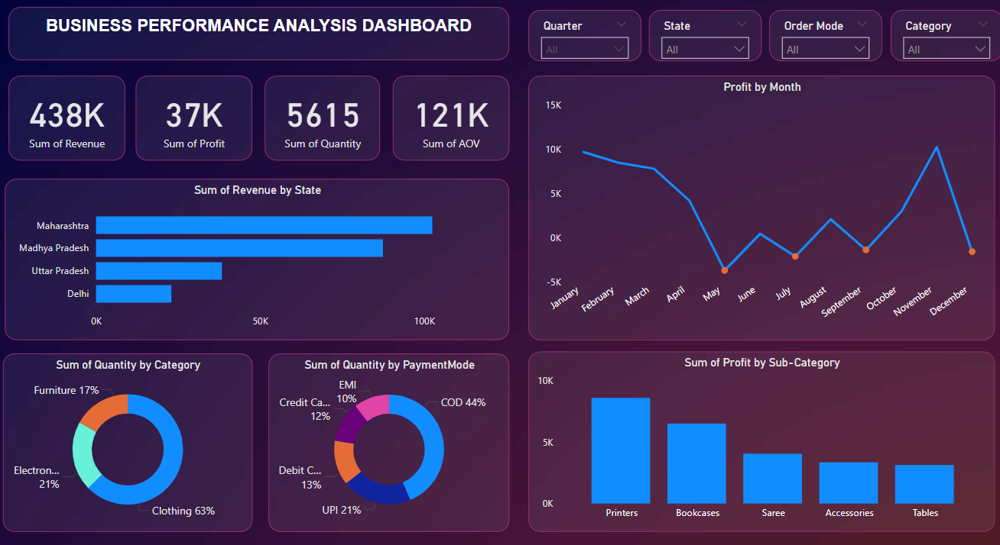 BUSINESS PERFORMANCE ANALYSIS DASHBOARD
Quarter
All
State
All
Order Mode
All
Category
All
438K
Sum of Revenue
37K
Sum of Profit
5615
Sum of Quantity
121K
Sum of AOV
Profit by Month
15K
10K
5K
0K
-5K
January
February
March
April
May
June
July
August
September
October
November
December
Sum of Revenue by State
Maharashtra
Madhya Pradesh
Uttar Pradesh
Delhi
0K 50K 100K
Sum of Quantity by Category
Furniture 17%
Electron...
21%
Clothing 63%
Sum of Quantity by PaymentMode
EMI
10%
Credit Ca...
12%
COD 44%
Debit C...
13%
UPI 21%
Sum of Profit by Sub-Category
10K
5K
0K
Printers Bookcases Saree Accessories Tables